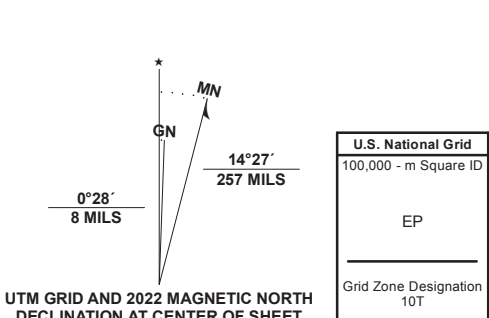 ★
MN
GN
14°27´
257 MILS
0°28´
8 MILS
UTM GRID AND 2022 MAGNETIC NORTH
DECLINATION AT CENTER OF SHEET
U.S. National Grid
100,000 - m Square ID
EP
Grid Zone Designation
10T